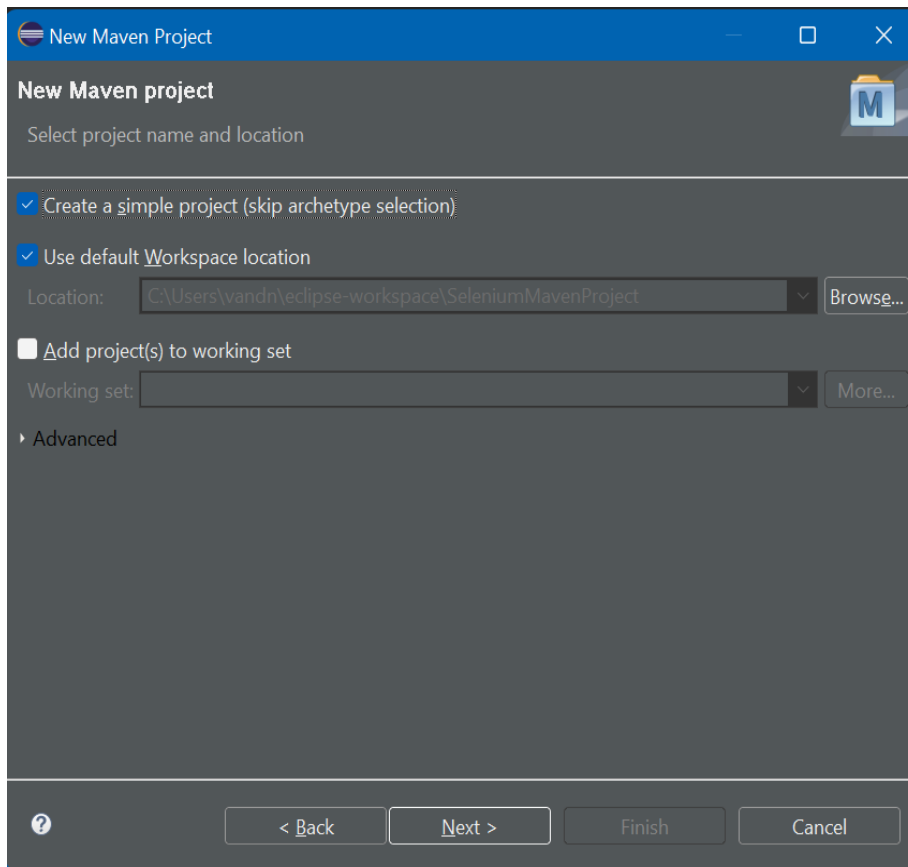 New Maven Project
New Maven project
M
Select project name and location
Create a simple project (skip archetype selection)
Use default Workspace location
Location: C:\Users\vandn\eclipse-workspace\SeleniumMavenProject Browse...
Add project(s) to working set
Working set: More...
Advanced
? < Back Next > Finish Cancel